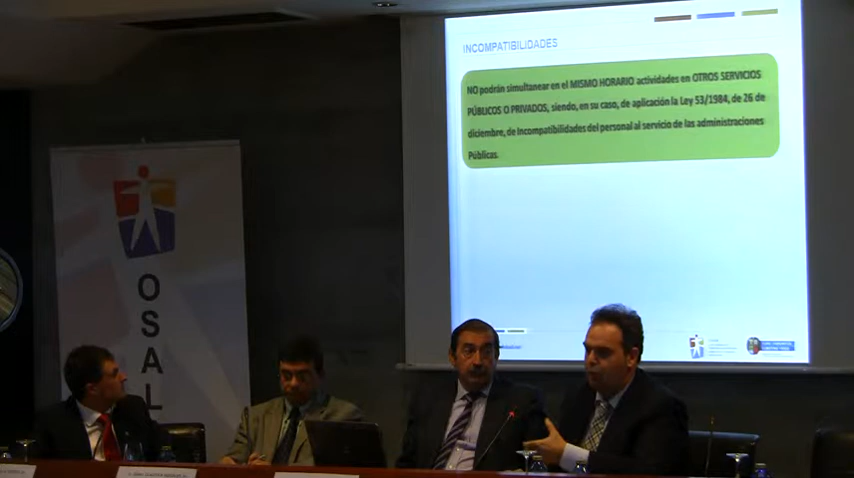 INCOMPATIBILIDADES
NO podrán simultanear en el MISMO HORARIO actividades en OTROS SERVICIOS
PÚBLICOS O PRIVADOS, siendo, en su caso, de aplicación la Ley 53/1984, de 26 de
diciembre, de Incompatibilidades del personal al servicio de las administraciones
Públicas.
O
S
A
L